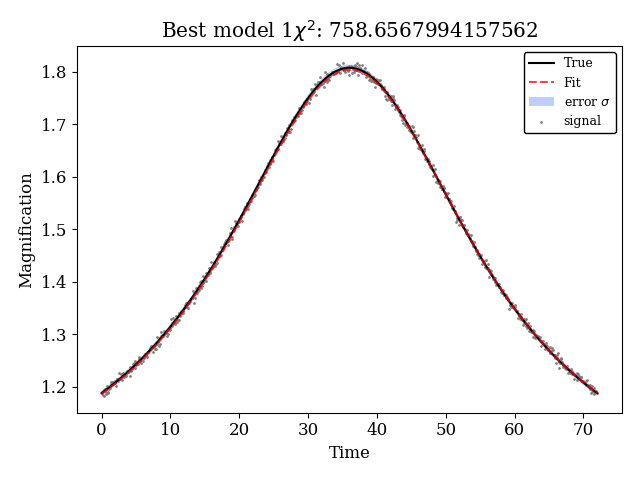 Best model 1χ²: 758.6567994157562
True
Fit
error σ
signal
1.8
1.7
1.6
1.5
1.4
1.3
1.2
Magnification
0 10 20 30 40 50 60 70
Time